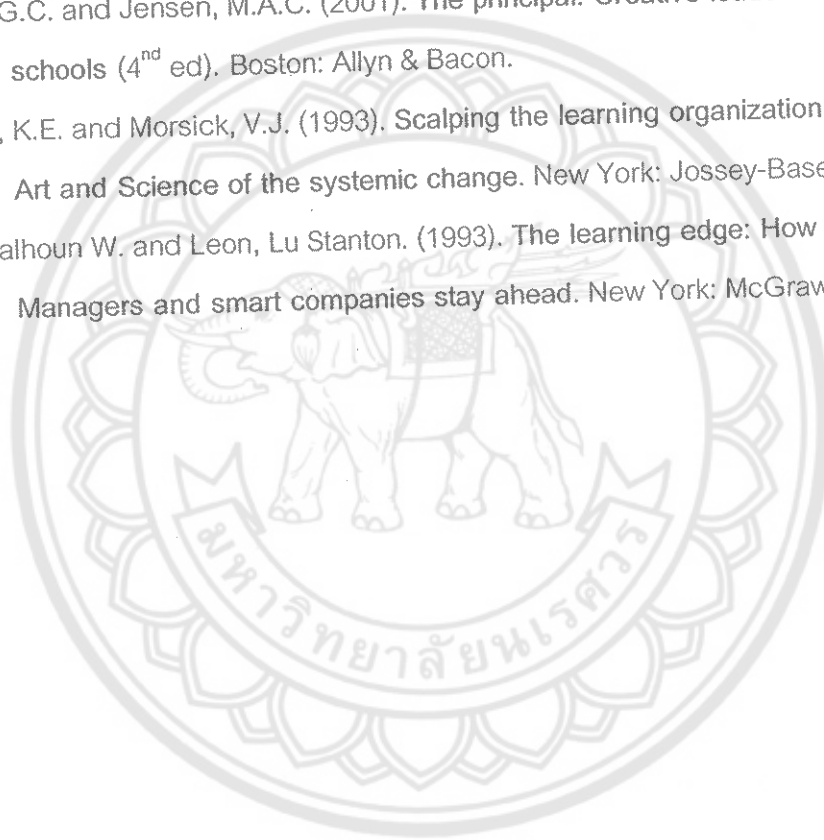 G.C. and Jensen, M.A.C. (2001). The principal: Creative
schools (4nd ed). Boston: Allyn & Bacon.
, K.E. and Morsick, V.J. (1993). Scalping the learning organization
Art and Science of the systemic change. New York: Jossey-Base
alhoun W. and Leon, Lu Stanton. (1993). The learning edge: How
Managers and smart companies stay ahead. New York: McGraw
มหาวิทยาลัยนเรศวร